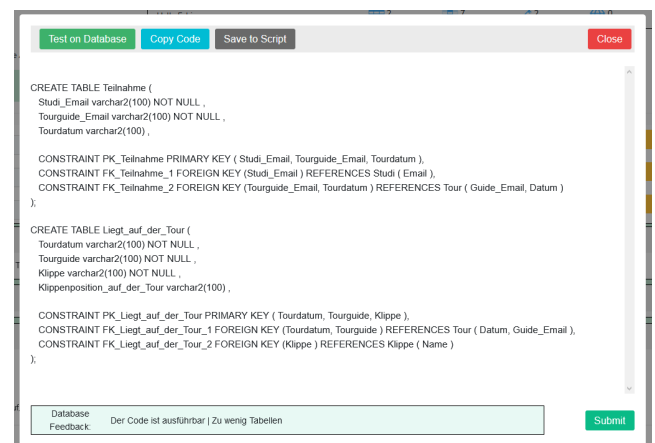 Test on Database Copy Code Save to Script Close
CREATE TABLE Teilnahme (
Studi_Email varchar2(100) NOT NULL ,
Tourguide_Email varchar2(100) NOT NULL ,
Tourdatum varchar2(100) ,
CONSTRAINT PK_Teilnahme PRIMARY KEY ( Studi_Email, Tourguide_Email, Tourdatum ),
CONSTRAINT FK_Teilnahme_1 FOREIGN KEY (Studi_Email ) REFERENCES Studi ( Email ),
CONSTRAINT FK_Teilnahme_2 FOREIGN KEY (Tourguide_Email, Tourdatum ) REFERENCES Tour ( Guide_Email, Datum )
);
CREATE TABLE Liegt_auf_der_Tour (
Tourdatum varchar2(100) NOT NULL ,
Tourguide varchar2(100) NOT NULL ,
Klippe varchar2(100) NOT NULL ,
Klippenposition_auf_der_Tour varchar2(100) ,
CONSTRAINT PK_Liegt_auf_der_Tour PRIMARY KEY ( Tourdatum, Tourguide, Klippe ),
CONSTRAINT FK_Liegt_auf_der_Tour_1 FOREIGN KEY (Tourdatum, Tourguide ) REFERENCES Tour ( Datum, Guide_Email ),
CONSTRAINT FK_Liegt_auf_der_Tour_2 FOREIGN KEY (Klippe ) REFERENCES Klippe ( Name )
);
Database
Feedback:
Der Code ist ausführbar | Zu wenig Tabellen
Submit